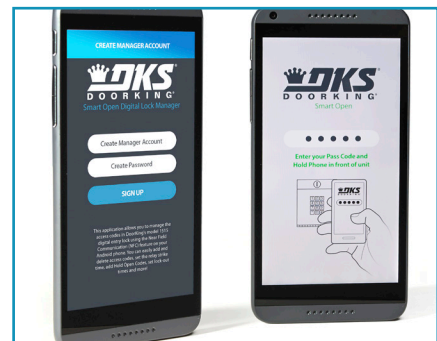 CREATE MANAGER ACCOUNT
DKS®
DOORKING®
Smart Open Digital Lock Manager
Create Manager Account
Create Password
SIGN UP
This application allows you to manage the
access codes in DoorKing's model 1515
digital entry lock using the Near Field
Communication (NFC) feature on your
Android phone. You can easily add and
delete access codes, set the relay strike
time, add Hold Open Codes, set lock-out
times and more!
DKS®
DOORKING®
Smart Open
Enter your Pass Code and
Hold Phone in front of unit
DKS